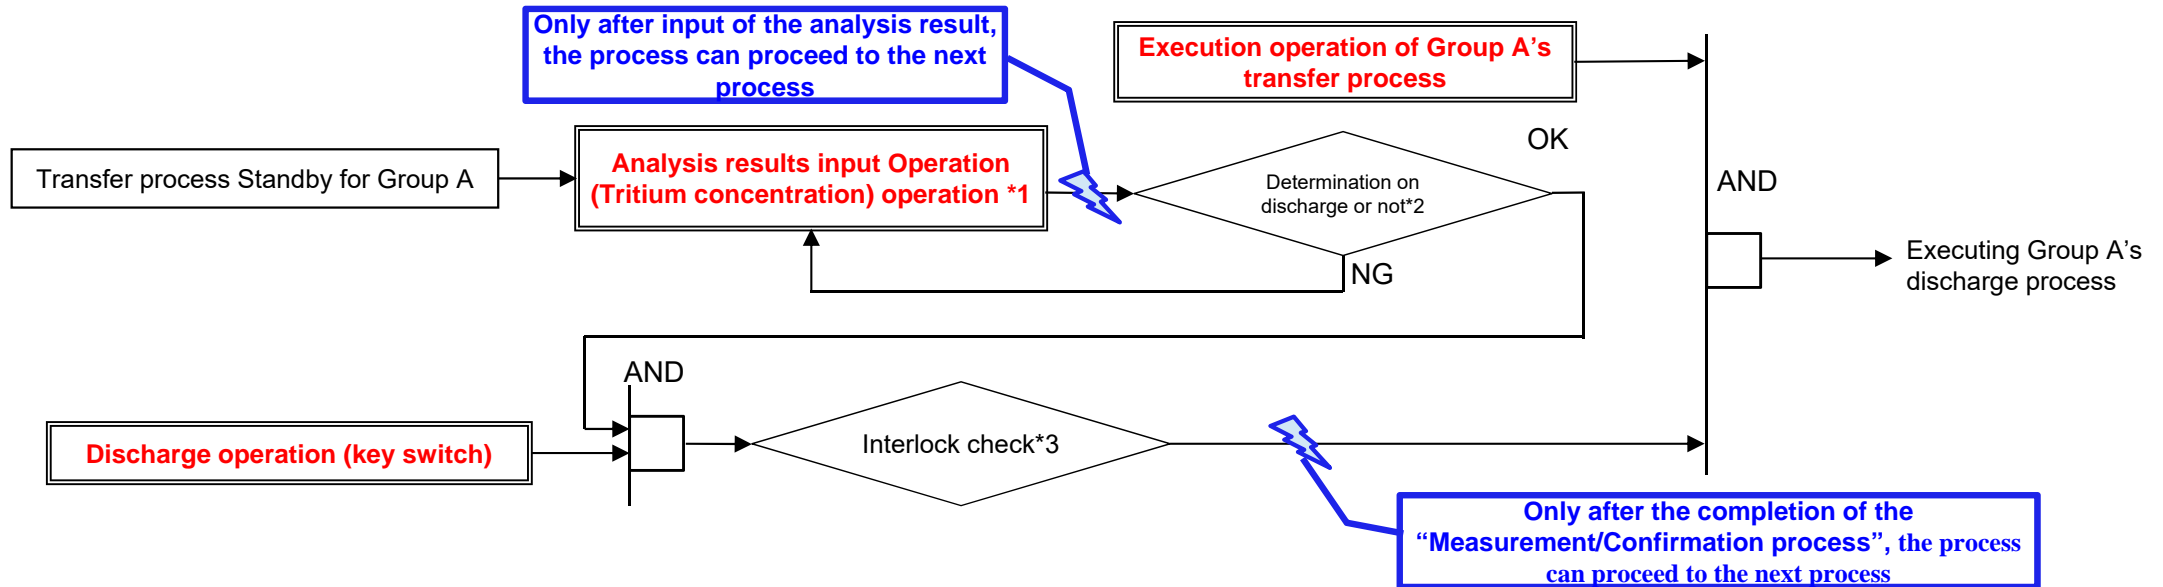 Only after input of the analysis result,
the process can proceed to the next
process
Execution operation of Group A’s
transfer process
OK
Transfer process Standby for Group A
Analysis results input Operation
(Tritium concentration) operation *1
Determination on
discharge or not*2
AND
NG
Executing Group A’s
discharge process
AND
Discharge operation (key switch)
Interlock check*3
Only after the completion of the
“Measurement/Confirmation process”, the process
can proceed to the next process